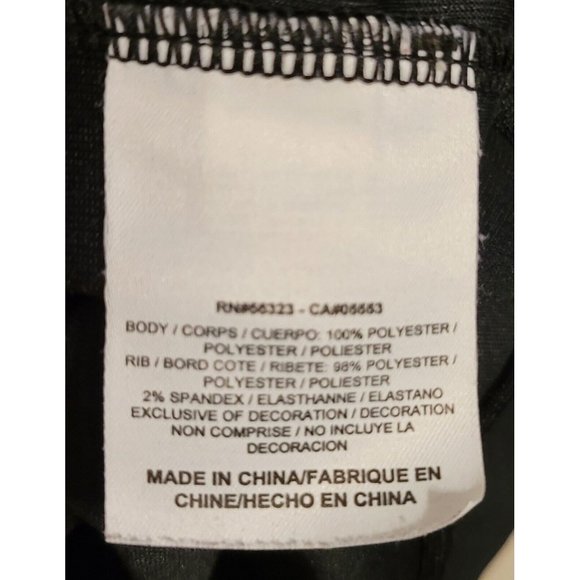 RN#56323 - CA#05553
BODY / CORPS / CUERPO: 100% POLYESTER /
POLYESTER / POLIESTER
RIB / BORD COTE / RIBETE: 98% POLYESTER /
POLYESTER / POLIESTER
2% SPANDEX / ELASTHANNE / ELASTANO
EXCLUSIVE OF DECORATION / DECORATION
NON COMPRISE / NO INCLUYE LA
DECORACION
MADE IN CHINA/FABRIQUE EN
CHINE/HECHO EN CHINA